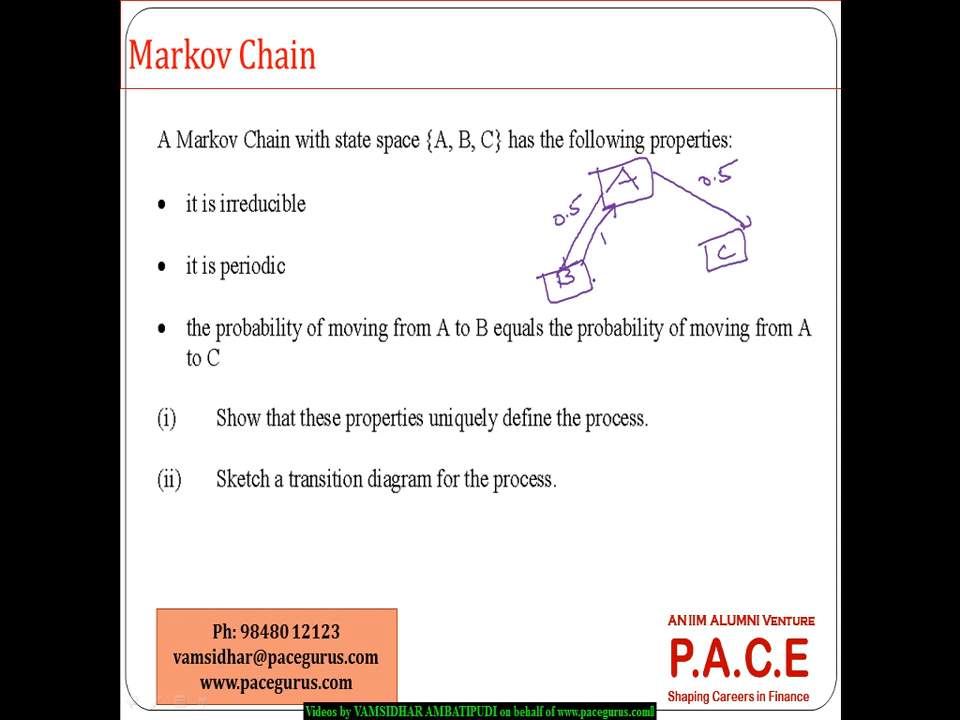 Markov Chain
A Markov Chain with state space {A, B, C} has the following properties:
A
0.5
0.5
• it is irreducible
1
C
B
• it is periodic
• the probability of moving from A to B equals the probability of moving from A
to C
(i) Show that these properties uniquely define the process.
(ii) Sketch a transition diagram for the process.
Ph: 98480 12123
vamsidhar@pacegurus.com
www.pacegurus.com
AN IIM ALUMNI VENTURE
P.A.C.E
Shaping Careers in Finance
Videos by VAMSIDHAR AMBATIPUDI on behalf of www.pacegurus.com